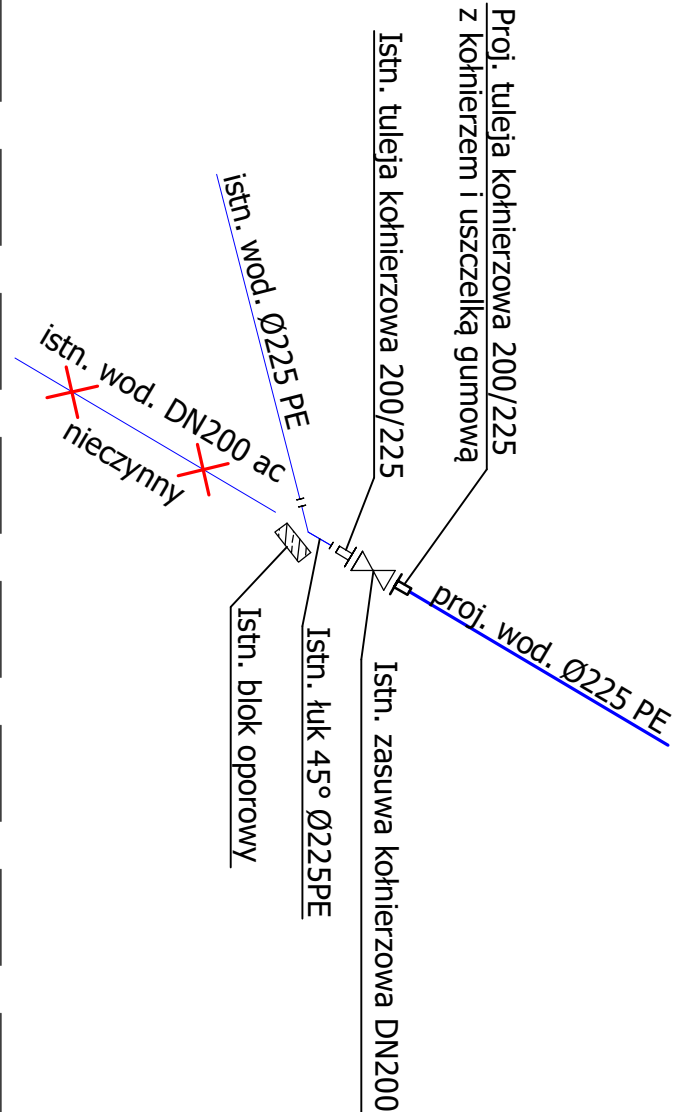 Proj. tuleja kołnierzowa 200/225
z kołnierzem i uszczelką gumową
Istn. tuleja kołnierzowa 200/225
istn. wod. Ø225 PE
istn. wod. DN200 ac
nieczynny
proj. wod. Ø225 PE
Istn. zasuwa kołnierzowa DN200
Istn. łuk 45° Ø225PE
Istn. blok oporowy